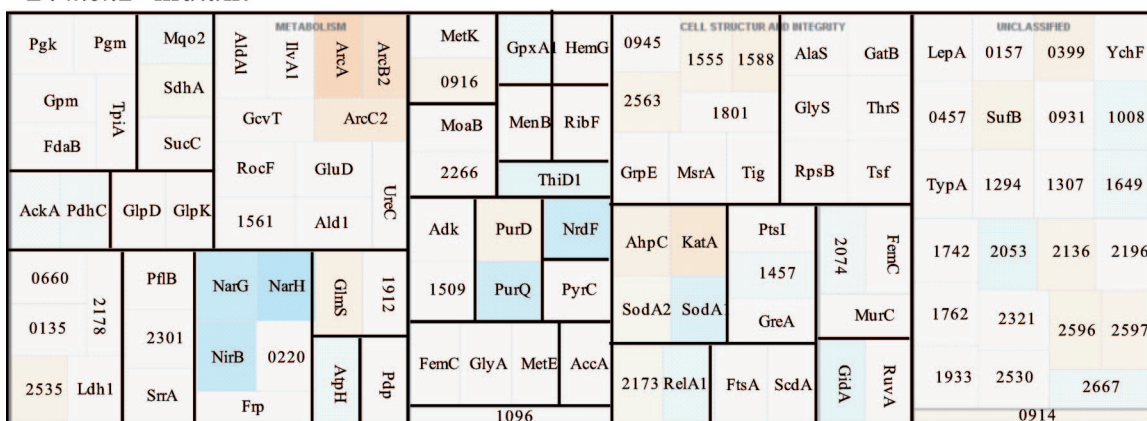 METABOLISM
CELL STRUCTUR AND INTEGRITY
UNCLASSIFIED
Pgk Pgm
Gpm TpiA
FdaB
Mqo2
SdhA
SucC
AldA1 IlvA1 ArcA ArcB2
GcvT ArcC2
RocF GluD UreC
1561 Ald1
AckA PdhC GlpD GlpK
0660 2178
0135
2535 Ldh1
PflB
2301
SrrA
NarG NarH
NirB 0220
Frp
GlmS 1912
AtpH Pdp
MetK
0916
MoaB
2266
GpxA1 HemG
MenB RibF
ThiD1
Adk PurD NrdF
1509 PurQ PyrC
FemC GlyA MetE AccA
1096
0945 1555 1588
2563 1801
GrpE MsrA Tig
AlaS GatB
GlyS ThrS
RpsB Tsf
AhpC KatA
SodA2 SodA1
PtsI
1457
GreA
2074 FemC
MurC
2173 RelA1 FtsA ScdA
GidA RuvA
LepA 0157 0399 YchF
0457 SufB 0931 1008
TypA 1294 1307 1649
1742 2053 2136 2196
1762 2321 2596 2597
1933 2530 2667
0914